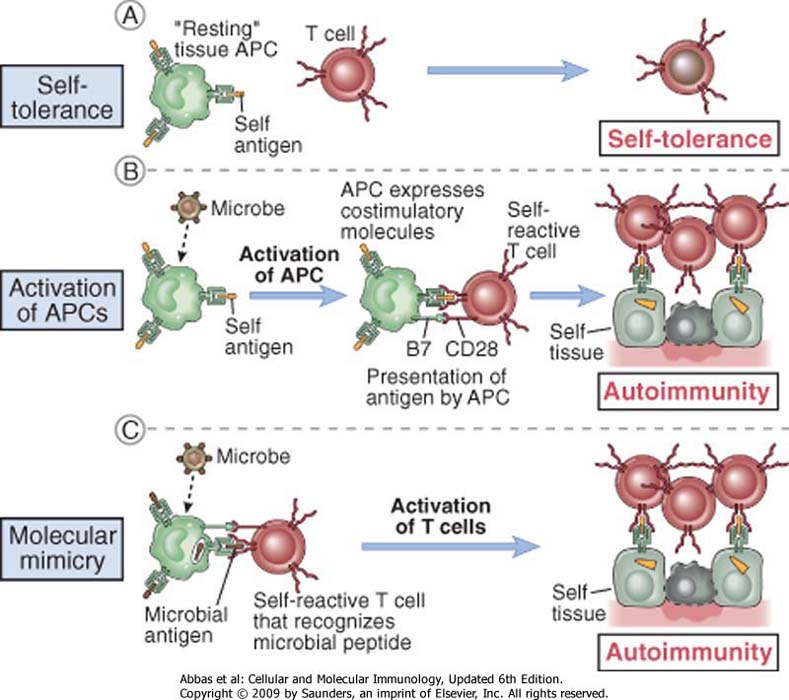 A
"Resting"
tissue APC
T cell
Self-
tolerance
Self
antigen
Self-tolerance
B
Microbe
APC expresses
costimulatory
molecules
Self-
reactive
T cell
Activation
of APC
Activation
of APCs
Self
antigen
B7 CD28
Self
tissue
Presentation of
antigen by APC
Autoimmunity
C
Microbe
Activation
of T cells
Molecular
mimicry
Microbial
antigen
Self-reactive T cell
that recognizes
microbial peptide
Self
tissue
Autoimmunity
Abbas et al: Cellular and Molecular Immunology, Updated 6th Edition.
Copyright © 2009 by Saunders, an imprint of Elsevier, Inc. All rights reserved.